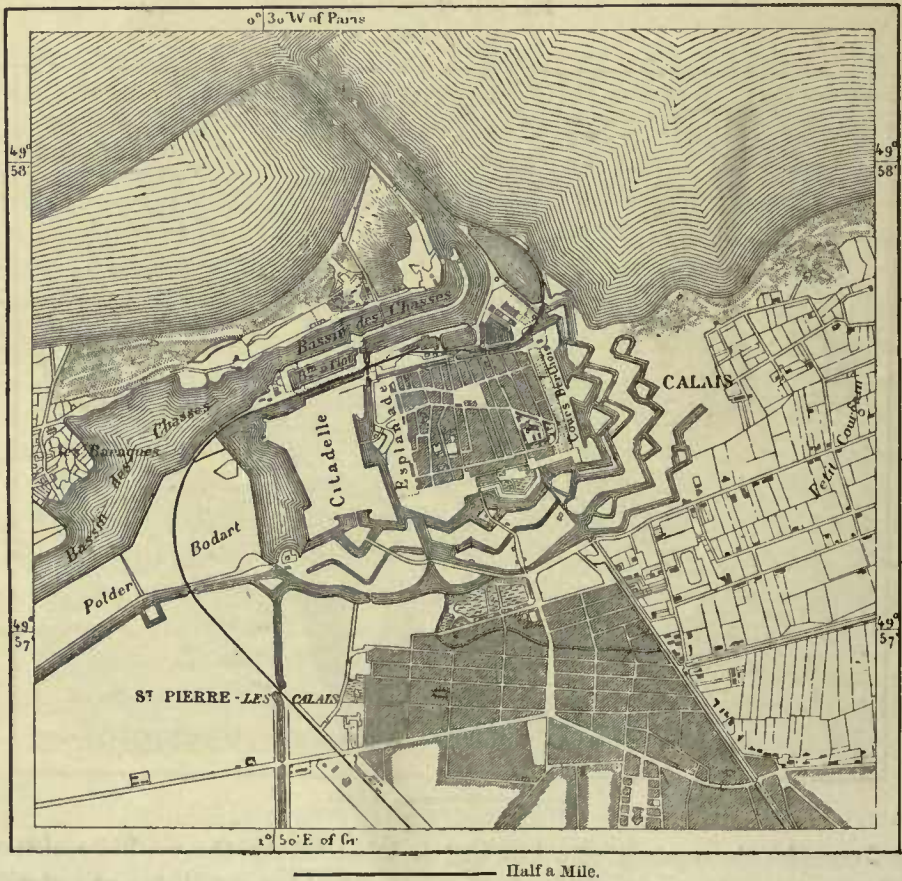 0° 30' W of Paris
49°
58'
49°
58'
Bassin des Chasses
Bin à Flot
CALAIS
Cours Berthois
Esplanade
Citadelle
Bassin des Chasses
les Baraques
Petit Courgain
Bodart
Polder
49°
57'
49°
57'
ST PIERRE-LES CALAIS
1° 50' E of Gr
Half a Mile.